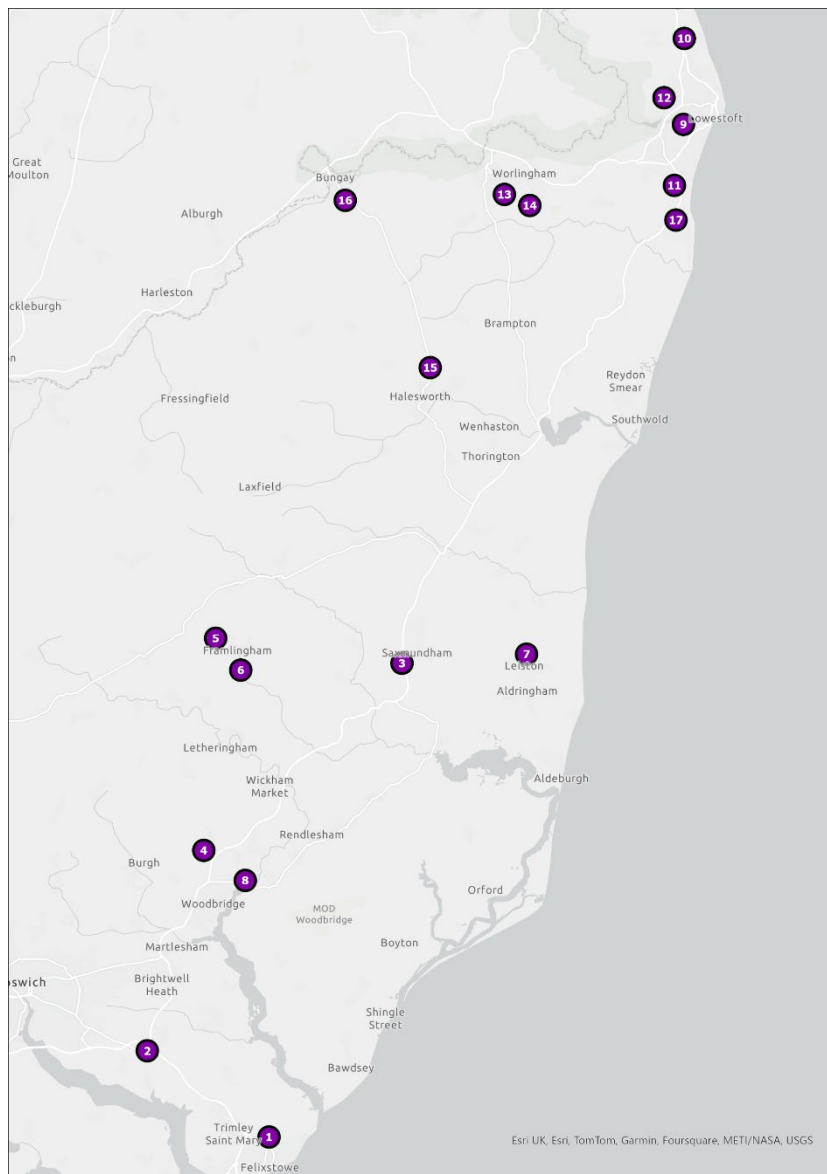 10
12
9
Lowestoft
Great
Moulton
Worlingham
Bungay
13
11
16
14
Alburgh
17
Harleston
ckleburgh
Brampton
n
15
Reydon
Smear
Halesworth
Fressingfield
Southwold
Wenhaston
Thorington
Laxfield
5
Framlingham
Saxmundham
7
3
Leiston
6
Aldringham
Letheringham
Wickham
Market
Aldeburgh
Rendlesham
4
Burgh
8
Orford
Woodbridge
MOD
Woodbridge
Martlesham
Boyton
oswich
Brightwell
Heath
Shingle
Street
2
Bawdsey
Trimley
Saint Mary
1
Esri UK, Esri, TomTom, Garmin, Foursquare, METI/NASA, USGS
Felixstowe